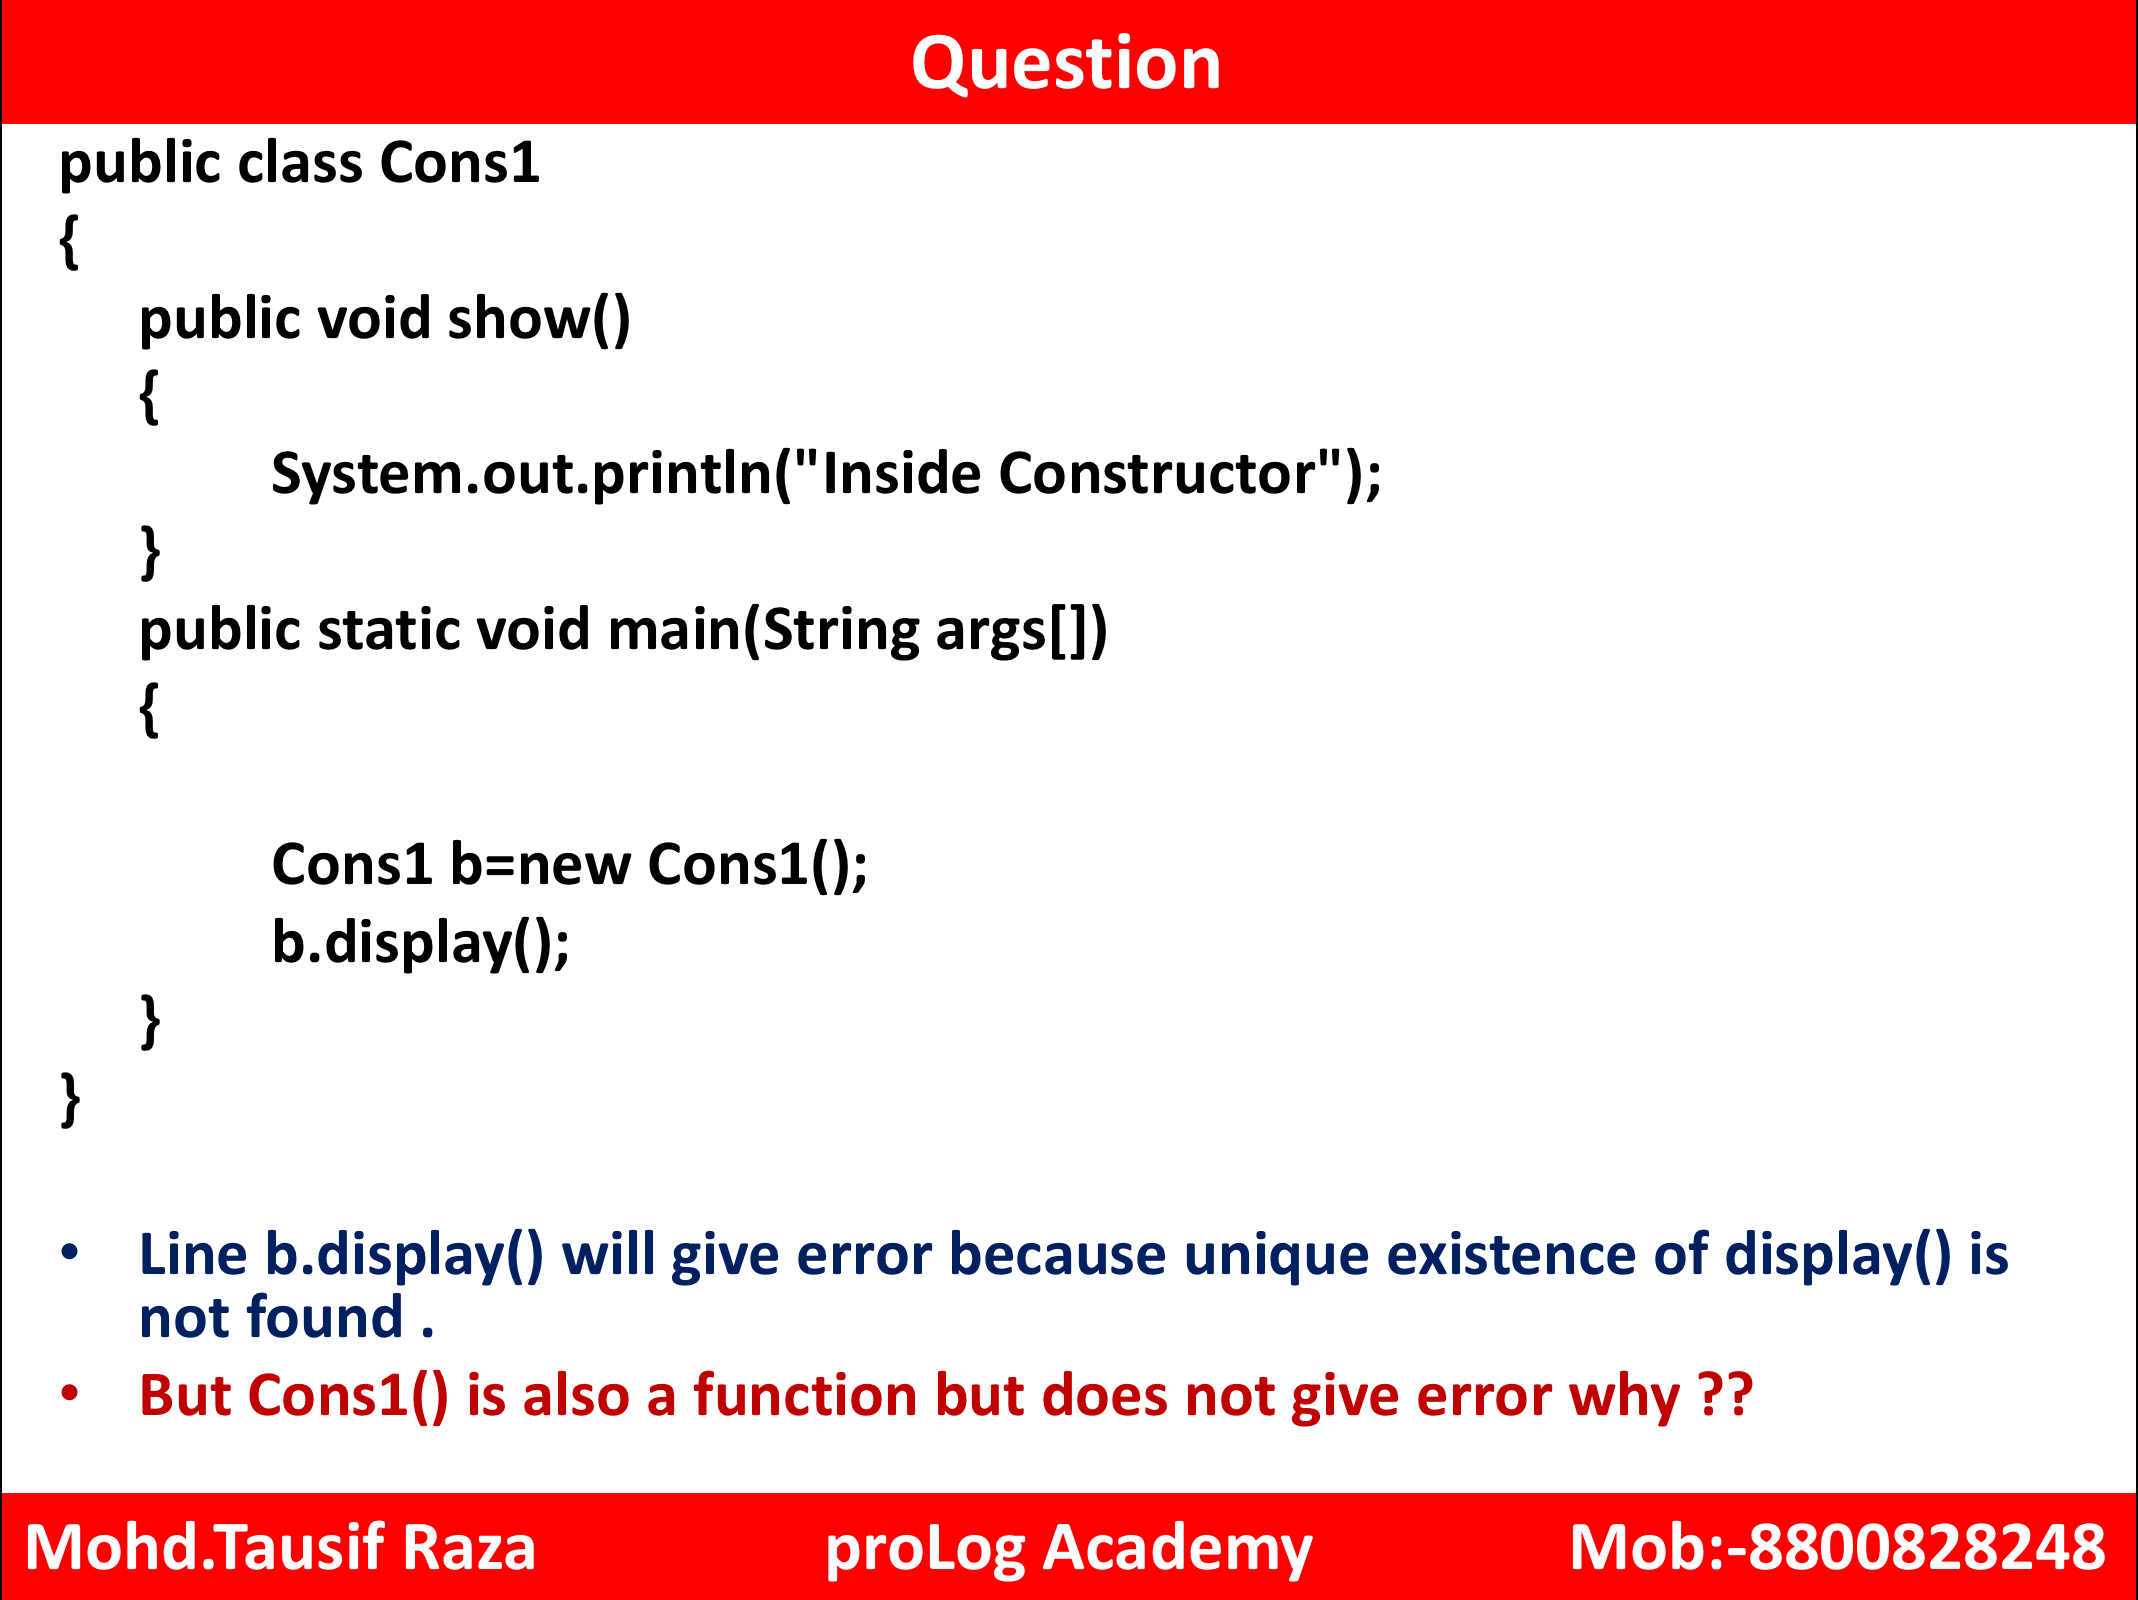 Question
public class Cons1
{
public void show()
{
System.out.println("Inside Constructor");
}
public static void main(String args[])
{
Cons1 b=new Cons1();
b.display();
}
}
• Line b.display() will give error because unique existence of display() is
not found .
• But Cons1() is also a function but does not give error why ??
Mohd.Tausif Raza proLog Academy Mob:-8800828248